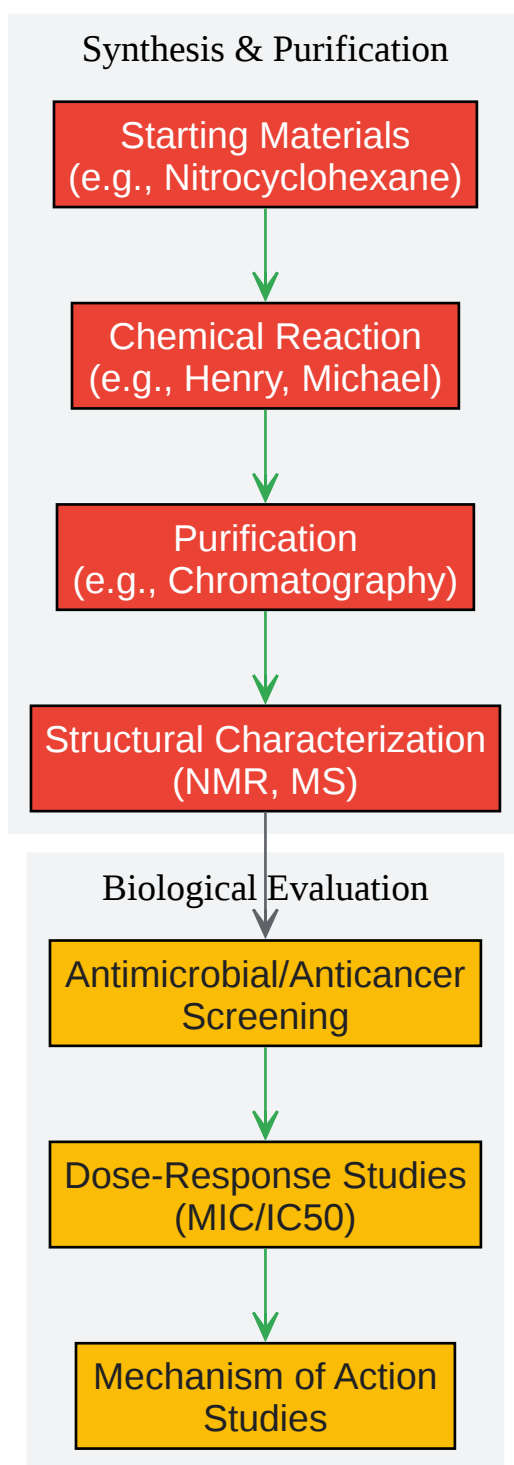 Synthesis & Purification
Starting Materials
(e.g., Nitrocyclohexane)
Chemical Reaction
(e.g., Henry, Michael)
Purification
(e.g., Chromatography)
Structural Characterization
(NMR, MS)
Biological Evaluation
Antimicrobial/Anticancer
Screening
Dose-Response Studies
(MIC/IC50)
Mechanism of Action
Studies